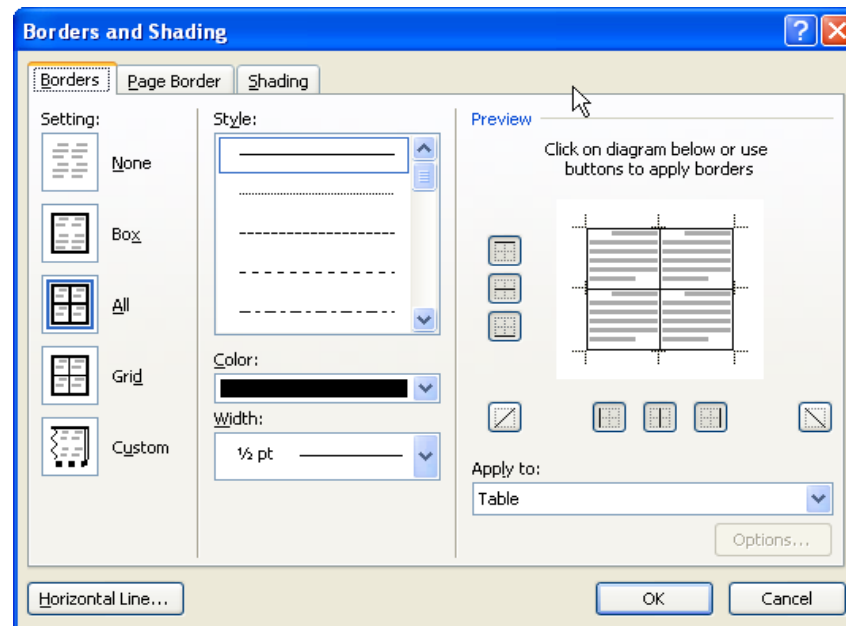 Borders and Shading
Borders
Page Border
Shading
Setting:
None
Box
All
Grid
Custom
Style:
Color:
Width:
½ pt
Preview
Click on diagram below or use
buttons to apply borders
Apply to:
Table
Options...
Horizontal Line...
OK
Cancel